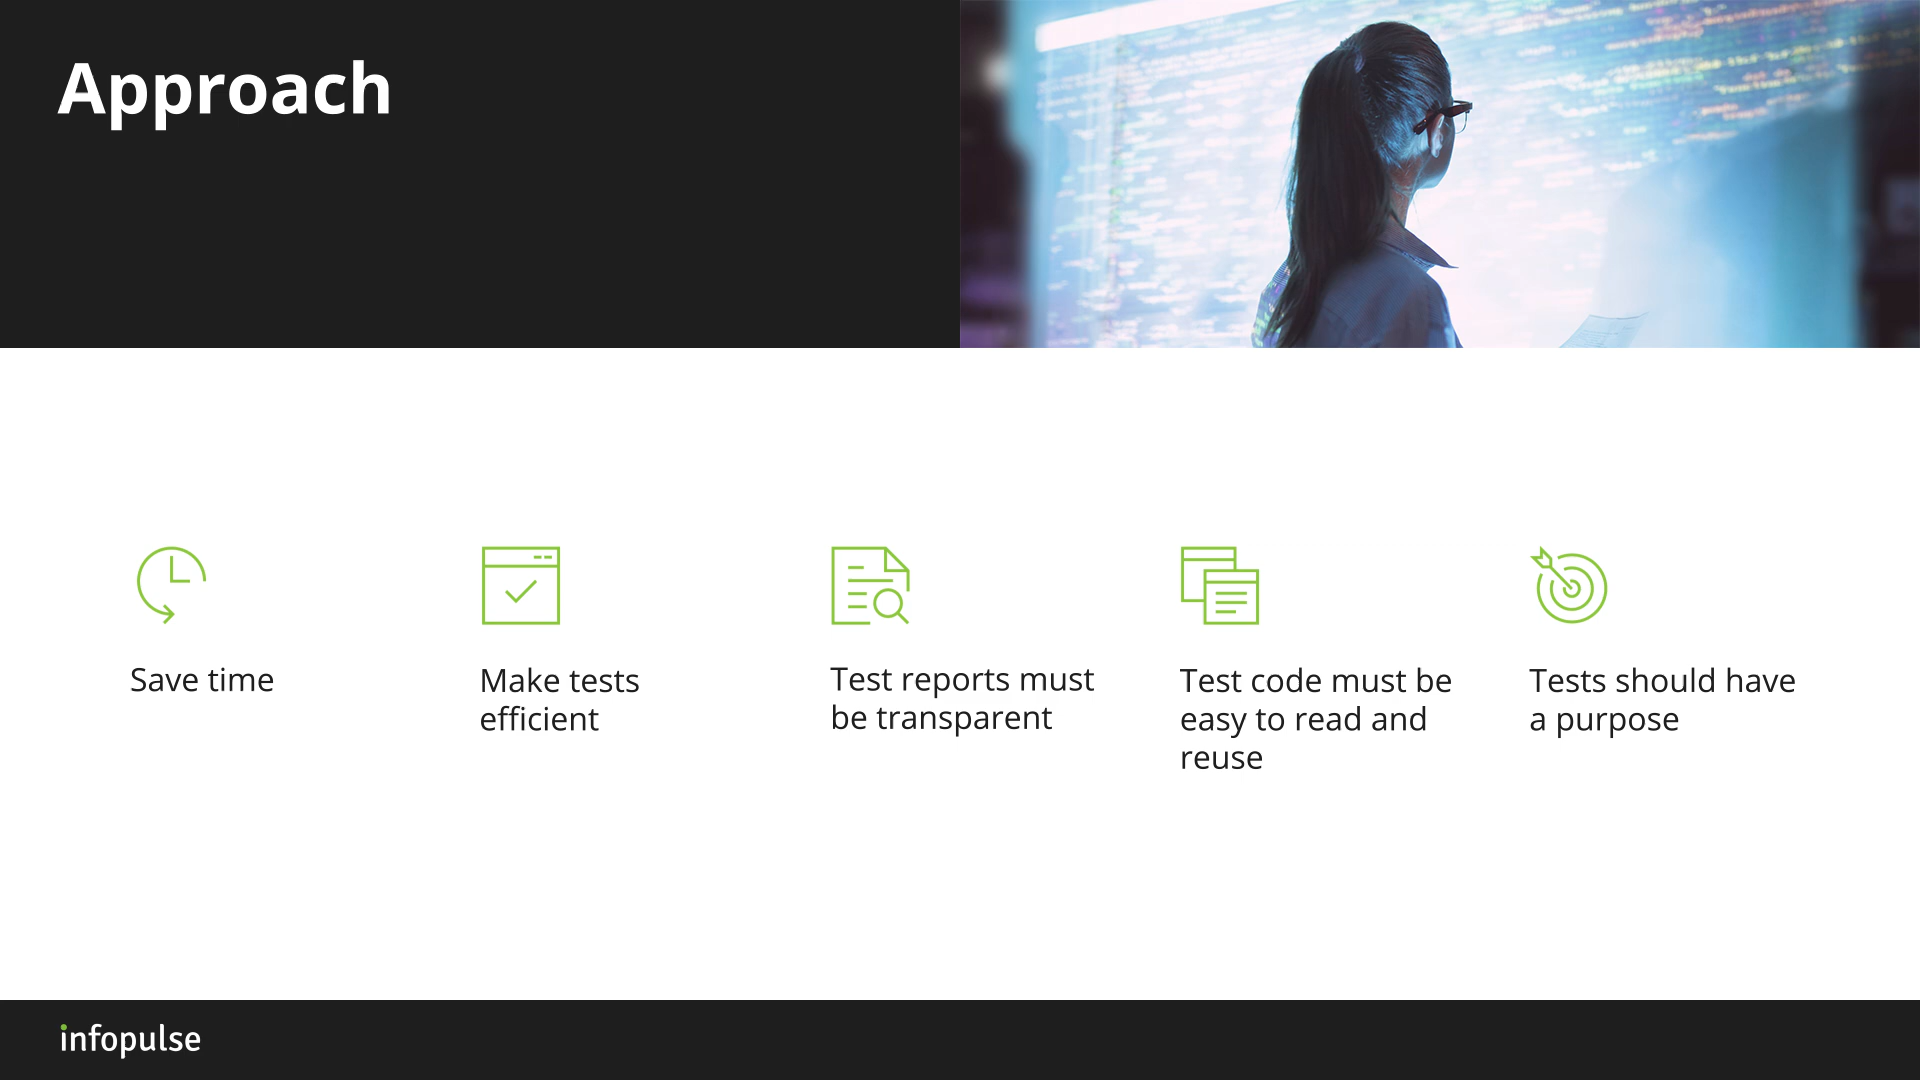 Approach
Save time
Make tests
efficient
Test reports must
be transparent
Test code must be
easy to read and
reuse
Tests should have
a purpose
infopulse